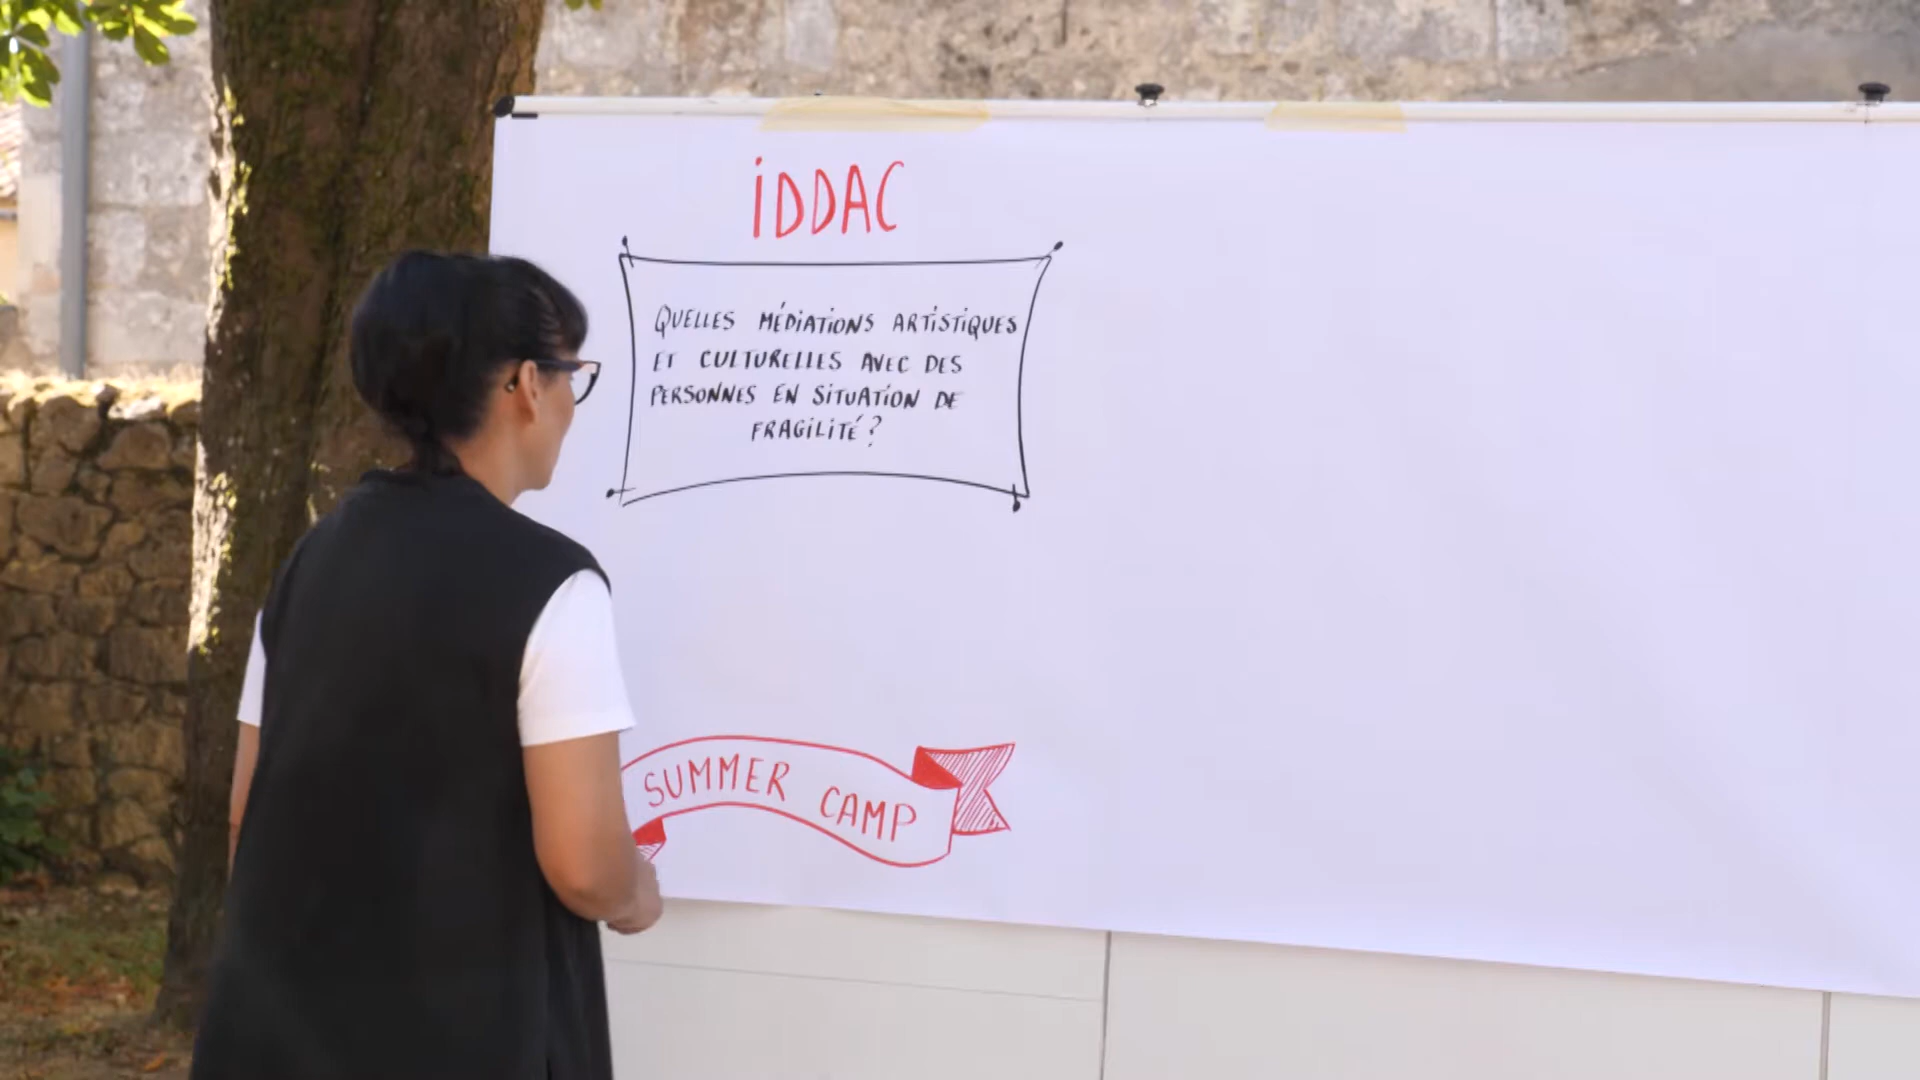 iDDAC
QUELLES MÉDIATIONS ARTISTIQUES
ET CULTURELLES AVEC DES
PERSONNES EN SITUATION DE
FRAGILITÉ ?
SUMMER CAMP